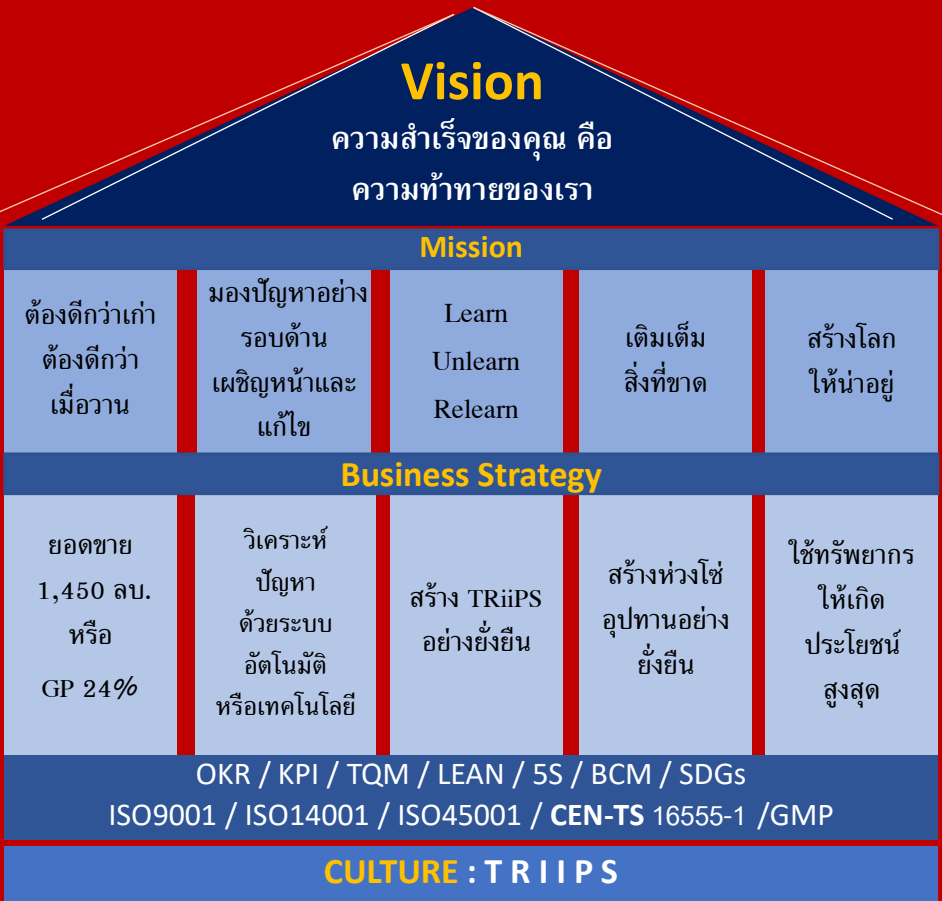 Vision
ความสำเร็จของคุณ คือ
ความท้าทายของเรา
Mission
ต้องดีกว่าเก่า
ต้องดีกว่า
เมื่อวาน
มองปัญหาอย่าง
รอบด้าน
เผชิญหน้าและ
แก้ไข
Learn
Unlearn
Relearn
เติมเต็ม
สิ่งที่ขาด
สร้างโลก
ให้น่าอยู่
Business Strategy
ยอดขาย
1,450 ลบ.
หรือ
GP 24%
วิเคราะห์
ปัญหา
ด้วยระบบ
อัตโนมัติ
หรือเทคโนโลยี
สร้าง TRiiPS
อย่างยั่งยืน
สร้างห่วงโซ่
อุปทานอย่าง
ยั่งยืน
ใช้ทรัพยากร
ให้เกิด
ประโยชน์
สูงสุด
OKR / KPI / TQM / LEAN / 5S / BCM / SDGs
ISO9001 / ISO14001 / ISO45001 / CEN-TS 16555-1 /GMP
CULTURE : T R I I P S